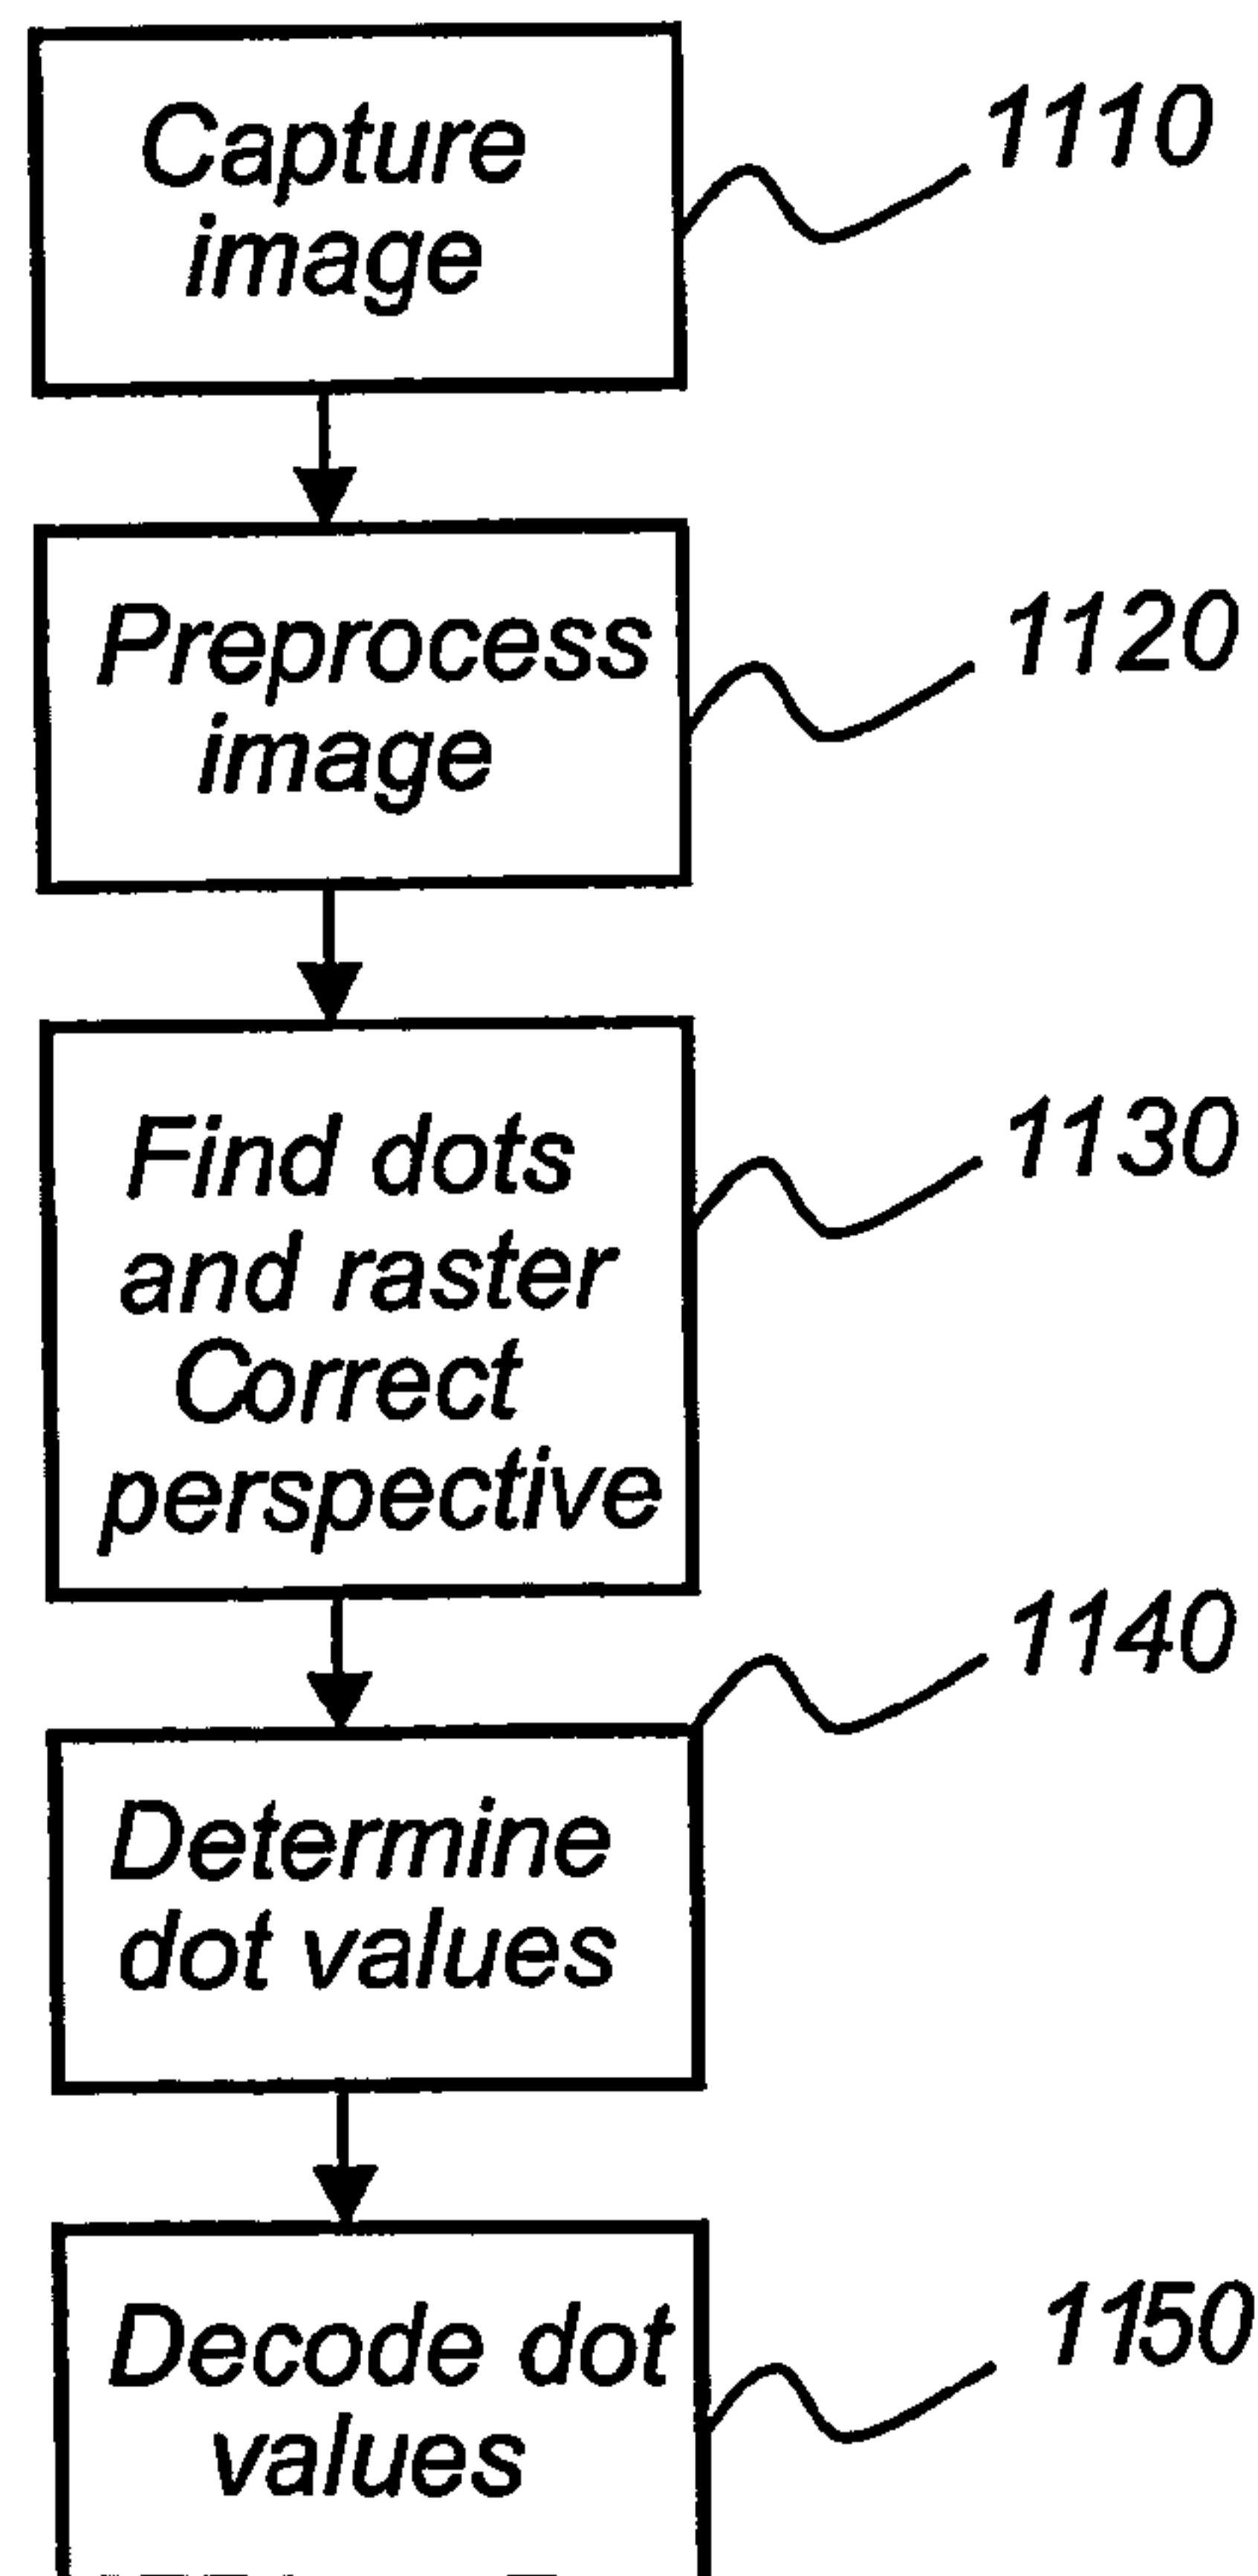 Capture
image
1110
Preprocess
image
1120
Find dots
and raster
Correct
perspective
1130
1140
Determine
dot values
Decode dot
values
1150